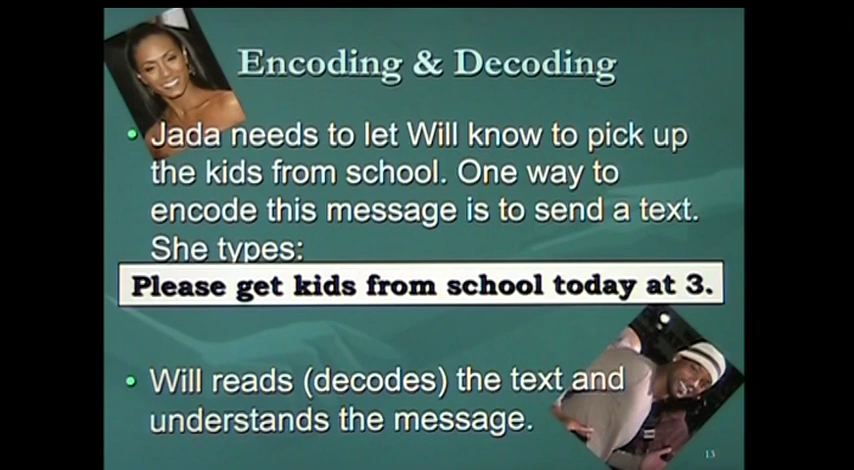 Encoding & Decoding
Jada needs to let Will know to pick up
the kids from school. One way to
encode this message is to send a text.
She types:
Please get kids from school today at 3.
Will reads (decodes) the text and
understands the message.
13